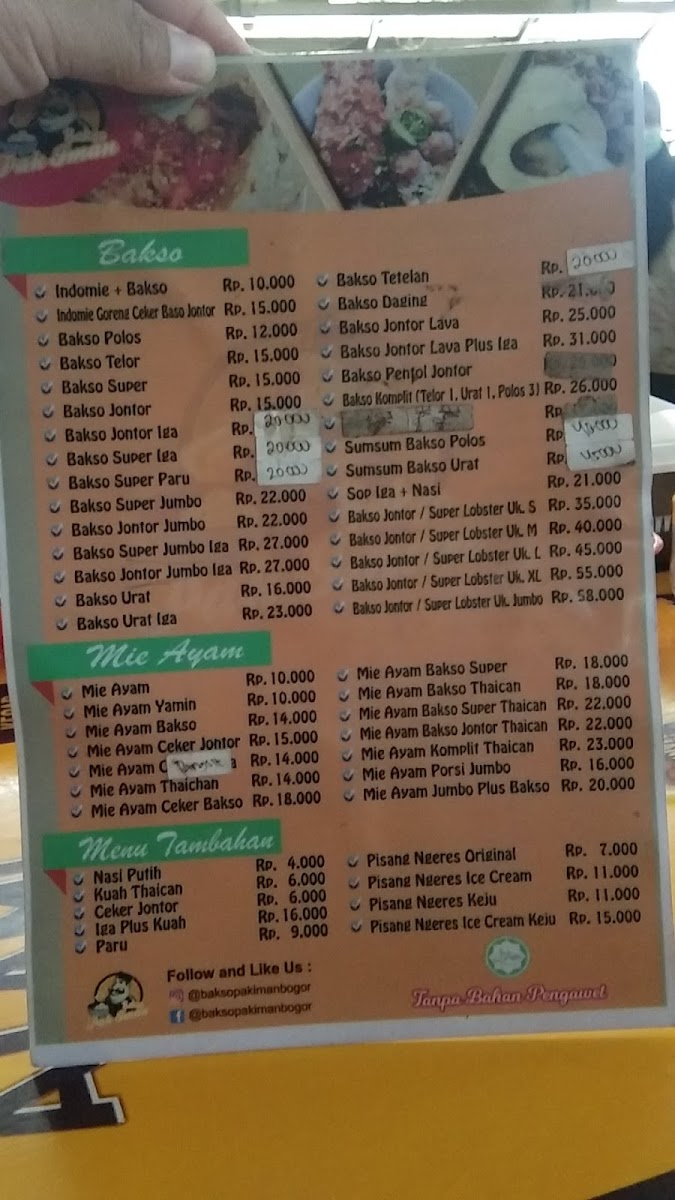 Pak Iman
Bakso
Indomie + Bakso Rp. 10.000
Indomie Goreng Ceker Baso Jontor Rp. 15.000
Bakso Polos Rp. 12.000
Bakso Telor Rp. 15.000
Bakso Super Rp. 15.000
Bakso Jontor Rp. 15.000
Bakso Jontor Iga Rp. 20000
Bakso Super Iga Rp. 20000
Bakso Super Paru Rp. 20000
Bakso Super Jumbo Rp. 22.000
Bakso Jontor Jumbo Rp. 22.000
Bakso Super Jumbo Iga Rp. 27.000
Bakso Jontor Jumbo Iga Rp. 27.000
Bakso Urat Rp. 16.000
Bakso Urat Iga Rp. 23.000
Bakso Tetelan Rp. 20000
Bakso Daging Rp.
Bakso Jontor Lava Rp. 25.000
Bakso Jontor Lava Plus Iga Rp. 31.000
Bakso Pentol Jontor
Bakso Komplit (Telor 1, Urat 1, Polos 3) Rp. 26.000
Rp
Sumsum Bakso Polos Rp
Sumsum Bakso Urat Rp
Sop Iga + Nasi Rp. 21.000
Bakso Jontor / Super Lobster Uk. S Rp. 35.000
Bakso Jontor / Super Lobster Uk. M Rp. 40.000
Bakso Jontor / Super Lobster Uk. L Rp. 45.000
Bakso Jontor / Super Lobster Uk. XL Rp. 55.000
Bakso Jontor / Super Lobster Uk. Jumbo Rp. 58.000
Mie Ayam
Mie Ayam Rp. 10.000
Mie Ayam Yamin Rp. 10.000
Mie Ayam Bakso Rp. 14.000
Mie Ayam Ceker Jontor Rp. 15.000
Mie Ayam Rp. 14.000
Mie Ayam Thaichan Rp. 14.000
Mie Ayam Ceker Bakso Rp. 18.000
Mie Ayam Bakso Super Rp. 18.000
Mie Ayam Bakso Thaican Rp. 18.000
Mie Ayam Bakso Super Thaican Rp. 22.000
Mie Ayam Bakso Jontor Thaican Rp. 22.000
Mie Ayam Komplit Thaican Rp. 23.000
Mie Ayam Porsi Jumbo Rp. 16.000
Mie Ayam Jumbo Plus Bakso Rp. 20.000
Menu Tambahan
Nasi Putih Rp. 4.000
Kuah Thaican Rp. 6.000
Ceker Jontor Rp. 6.000
Iga Plus Kuah Rp. 16.000
Paru Rp. 9.000
Pisang Ngeres Original Rp. 7.000
Pisang Ngeres Ice Cream Rp. 11.000
Pisang Ngeres Keju Rp. 11.000
Pisang Ngeres Ice Cream Keju Rp. 15.000
Follow and Like Us :
@baksopakimanbogor
@baksopakimanbogor
Tanpa Bahan Pengawet